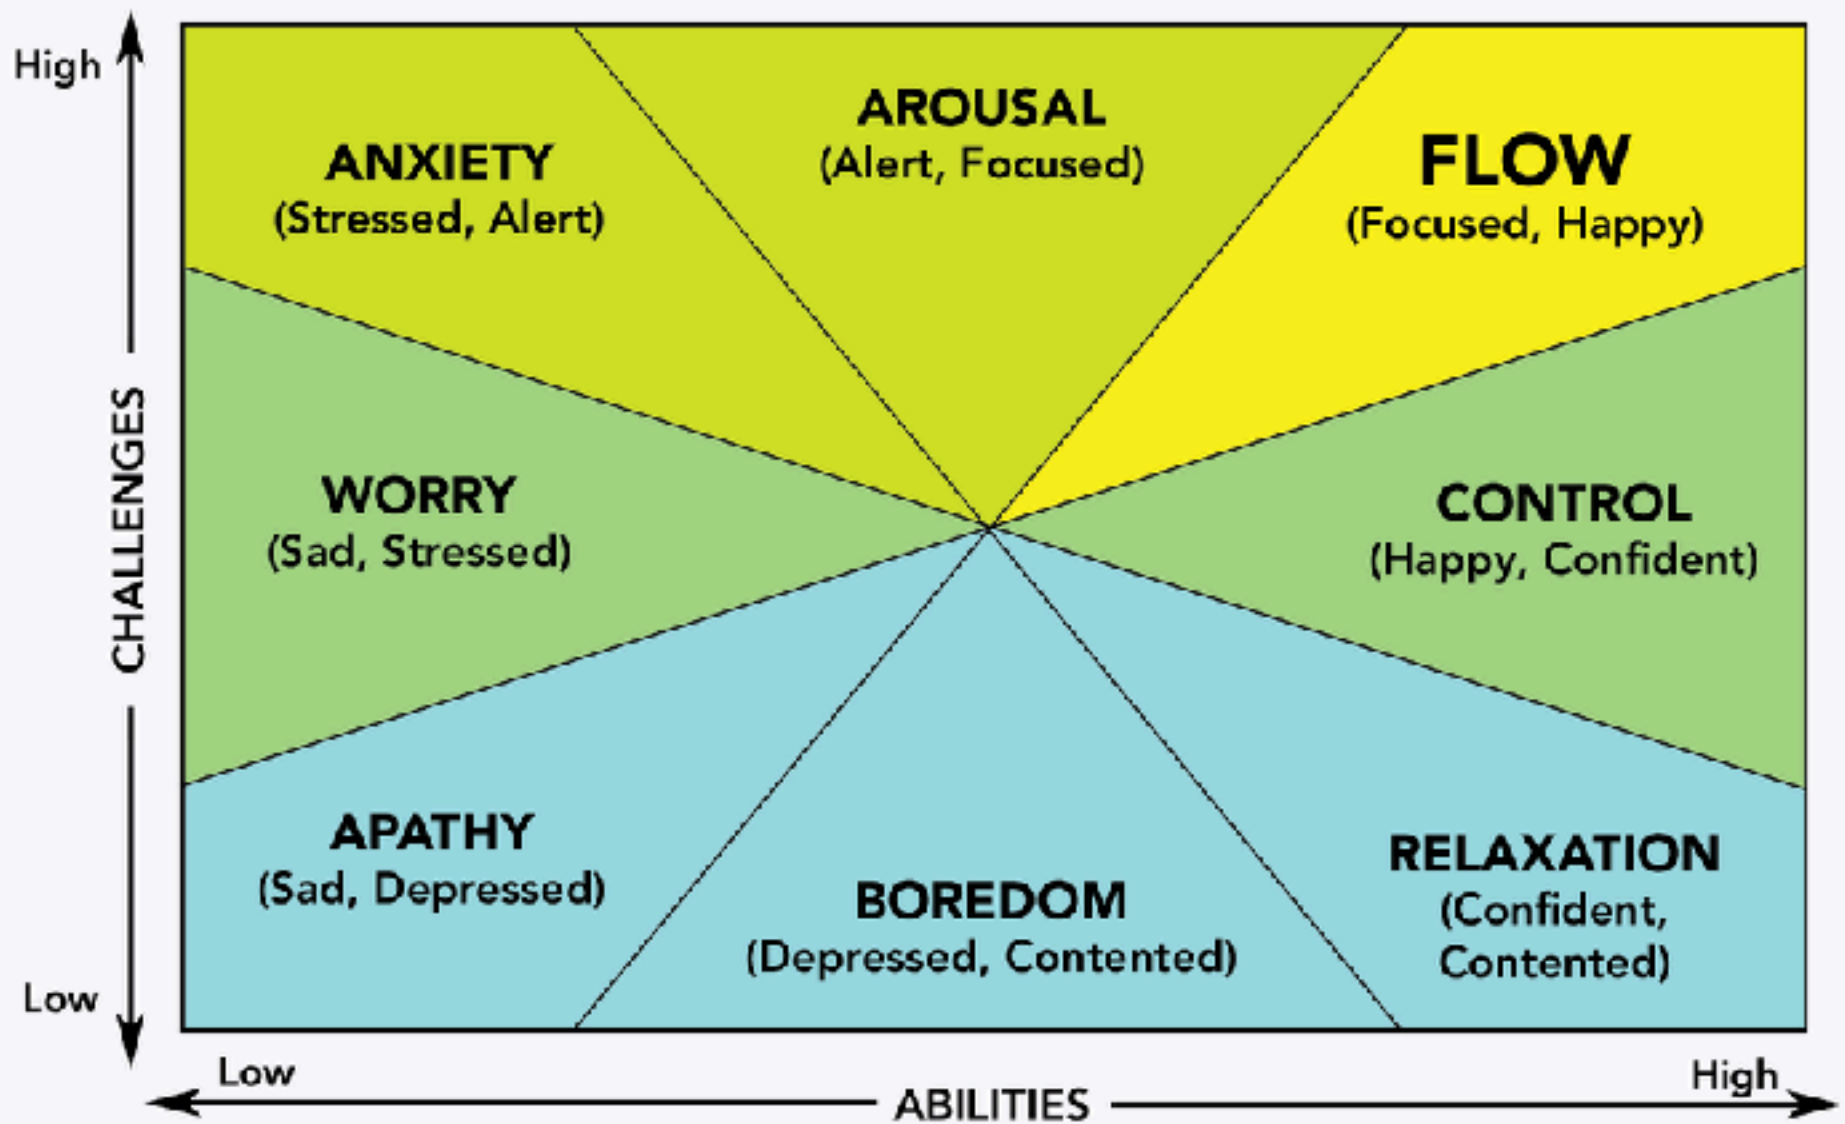 High
AROUSAL
(Alert, Focused)
FLOW
(Focused, Happy)
ANXIETY
(Stressed, Alert)
CHALLENGES
WORRY
(Sad, Stressed)
CONTROL
(Happy, Confident)
APATHY
(Sad, Depressed)
BOREDOM
(Depressed, Contented)
RELAXATION
(Confident,
Contented)
Low
Low
High
ABILITIES